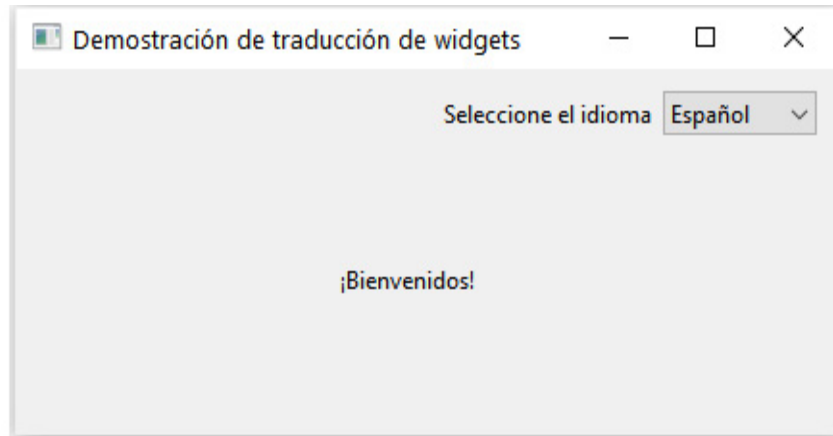 Demostración de traducción de widgets
Seleccione el idioma Español
¡Bienvenidos!